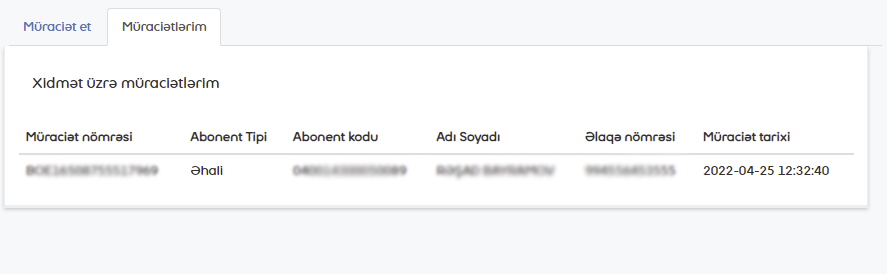 Müraciət et Müraciətlərim
Xidmət üzrə müraciətlərim
Müraciət nömrəsi Abonent Tipi Abonent kodu Adı Soyadı Əlaqə nömrəsi Müraciət tarixi
Əhali 2022-04-25 12:32:40